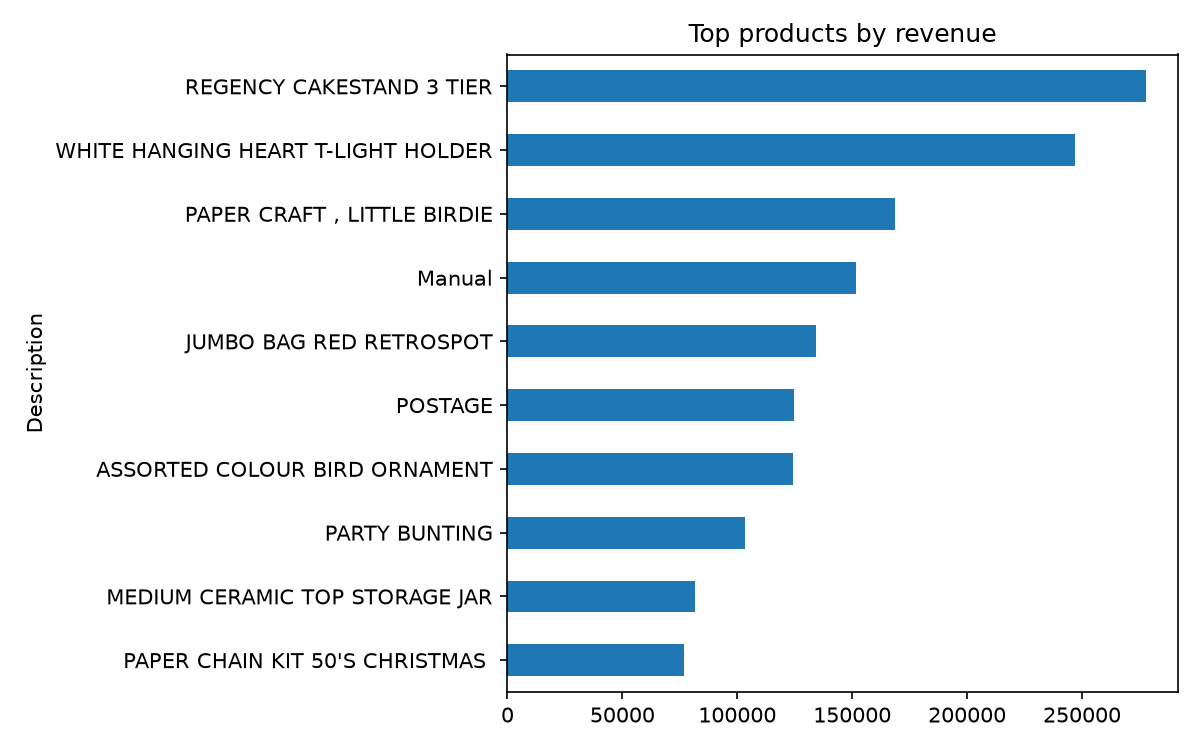 Top products by revenue
REGENCY CAKESTAND 3 TIER
WHITE HANGING HEART T-LIGHT HOLDER
PAPER CRAFT , LITTLE BIRDIE
Manual
JUMBO BAG RED RETROSPOT
POSTAGE
ASSORTED COLOUR BIRD ORNAMENT
PARTY BUNTING
MEDIUM CERAMIC TOP STORAGE JAR
PAPER CHAIN KIT 50'S CHRISTMAS
Description
0 50000 100000 150000 200000 250000